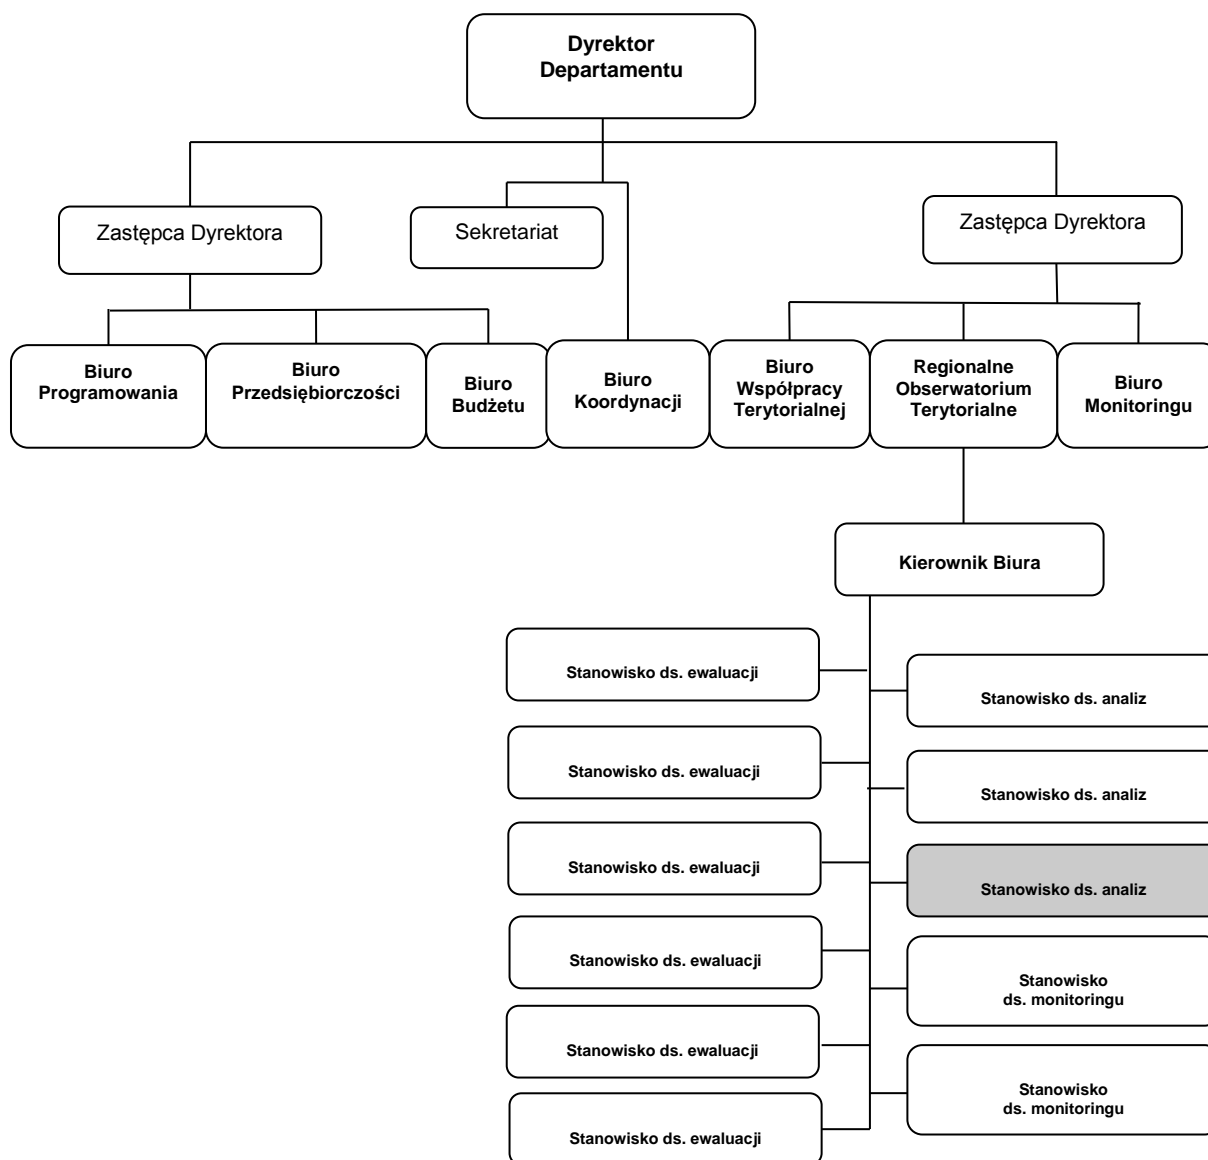 Dyrektor
Departamentu
Zastępca Dyrektora
Sekretariat
Zastępca Dyrektora
Biuro
Programowania
Biuro
Przedsiębiorczości
Biuro
Budżetu
Biuro
Koordynacji
Biuro
Współpracy
Terytorialnej
Regionalne
Obserwatorium
Terytorialne
Biuro
Monitoringu
Kierownik Biura
Stanowisko ds. ewaluacji
Stanowisko ds. analiz
Stanowisko ds. ewaluacji
Stanowisko ds. analiz
Stanowisko ds. ewaluacji
Stanowisko ds. analiz
Stanowisko ds. ewaluacji
Stanowisko
ds. monitoringu
Stanowisko ds. ewaluacji
Stanowisko
ds. monitoringu
Stanowisko ds. ewaluacji